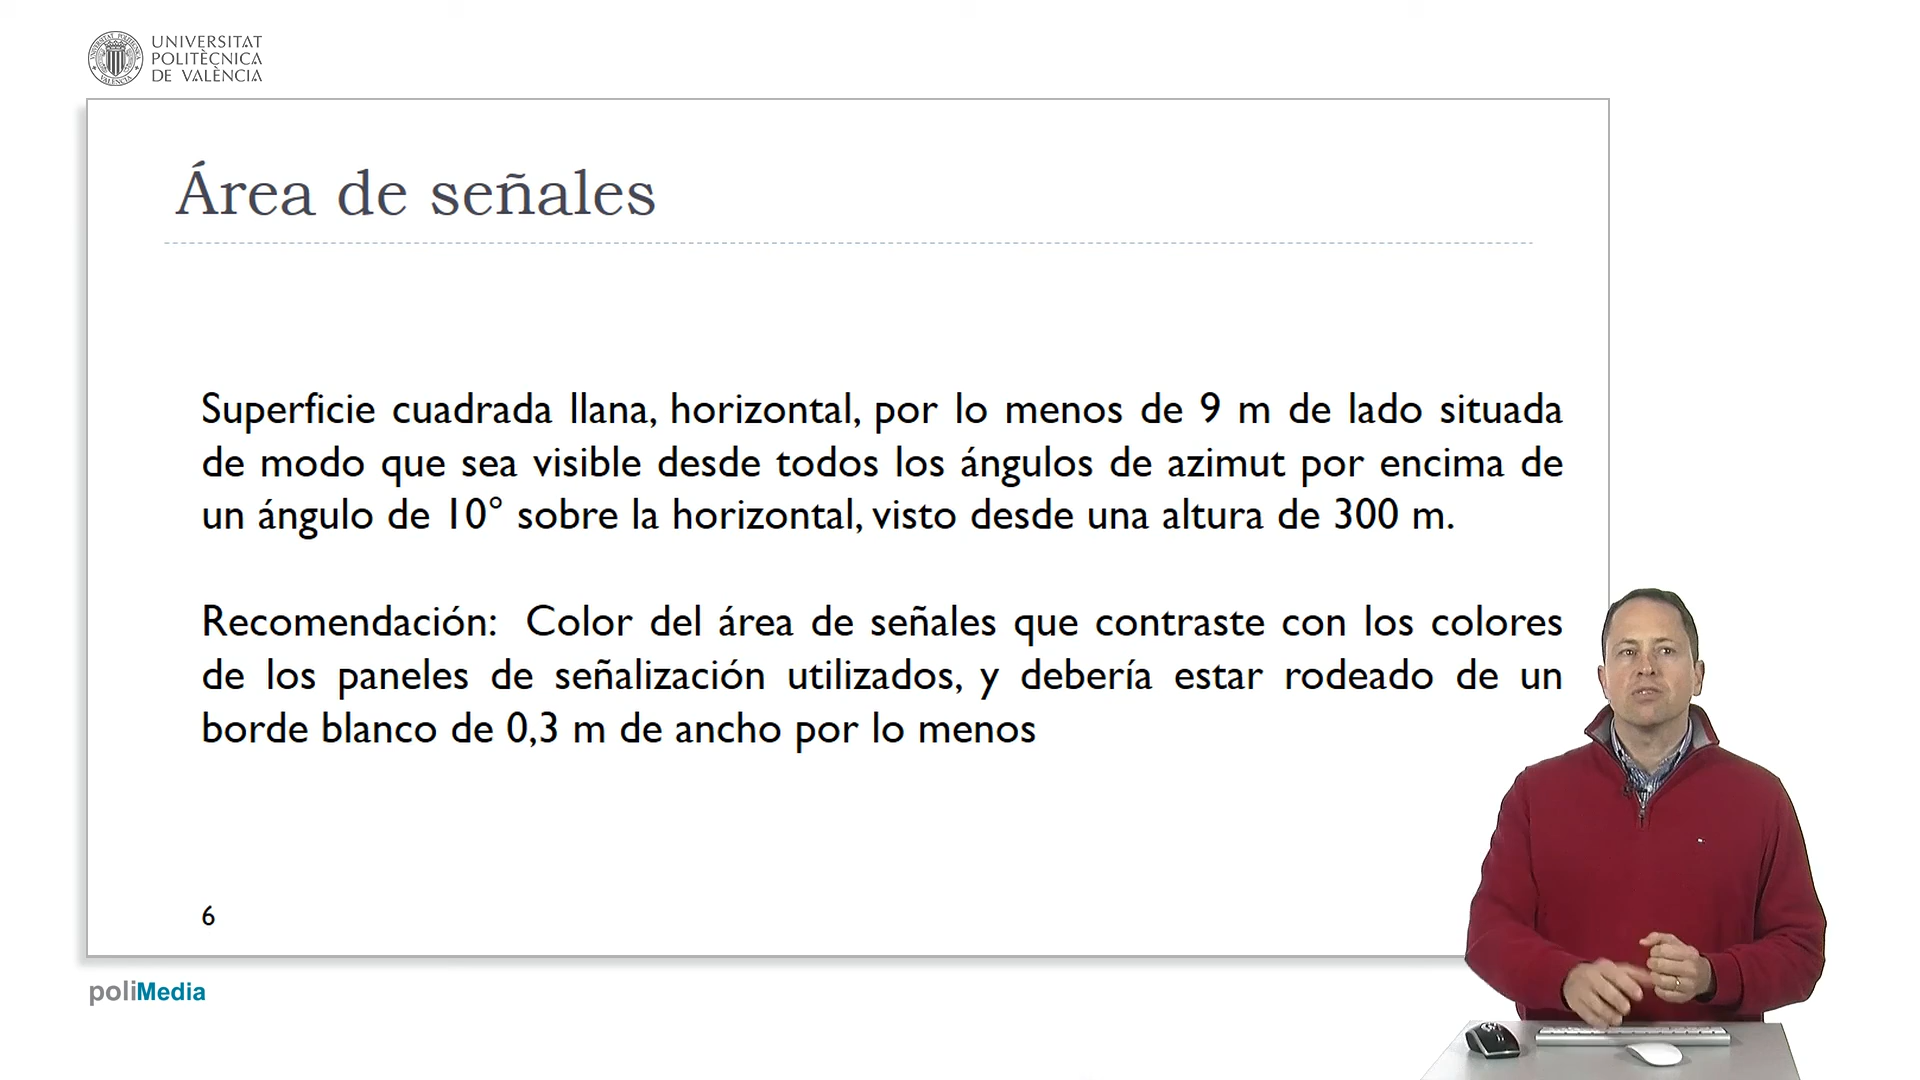 UNIVERSITAT
POLITÈCNICA
DE VALÈNCIA
Área de señales
Superficie cuadrada llana, horizontal, por lo menos de 9 m de lado situada
de modo que sea visible desde todos los ángulos de azimut por encima de
un ángulo de 10° sobre la horizontal, visto desde una altura de 300 m.
Recomendación: Color del área de señales que contraste con los colores
de los paneles de señalización utilizados, y debería estar rodeado de un
borde blanco de 0,3 m de ancho por lo menos
6
poliMedia